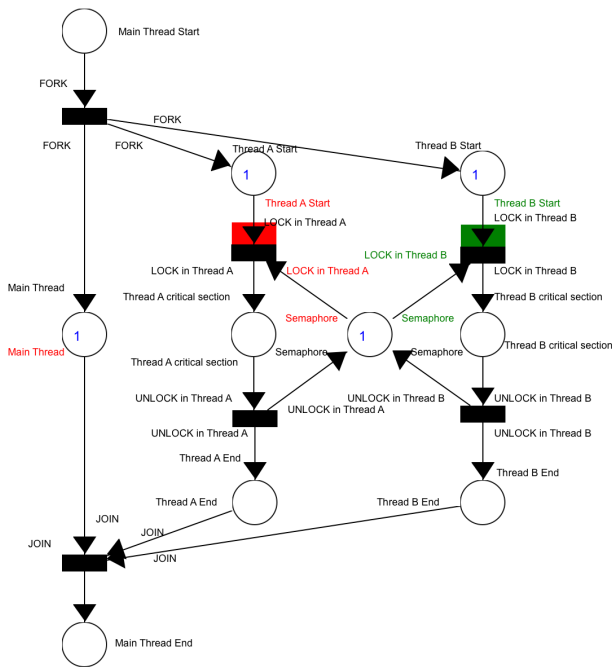 Main Thread Start
FORK
FORK
FORK
FORK
Thread A Start
Thread B Start
1
1
Thread A Start
Thread B Start
LOCK in Thread A
LOCK in Thread B
LOCK in Thread B
LOCK in Thread A
LOCK in Thread A
LOCK in Thread B
Main Thread
Thread A critical section
Thread B critical section
Semaphore
Semaphore
1
1
Main Thread
Semaphore
Semaphore
Thread B critical section
Thread A critical section
UNLOCK in Thread A
UNLOCK in Thread B
UNLOCK in Thread B
UNLOCK in Thread A
UNLOCK in Thread A
UNLOCK in Thread B
Thread A End
Thread B End
Thread A End
Thread B End
JOIN
JOIN
JOIN
JOIN
Main Thread End